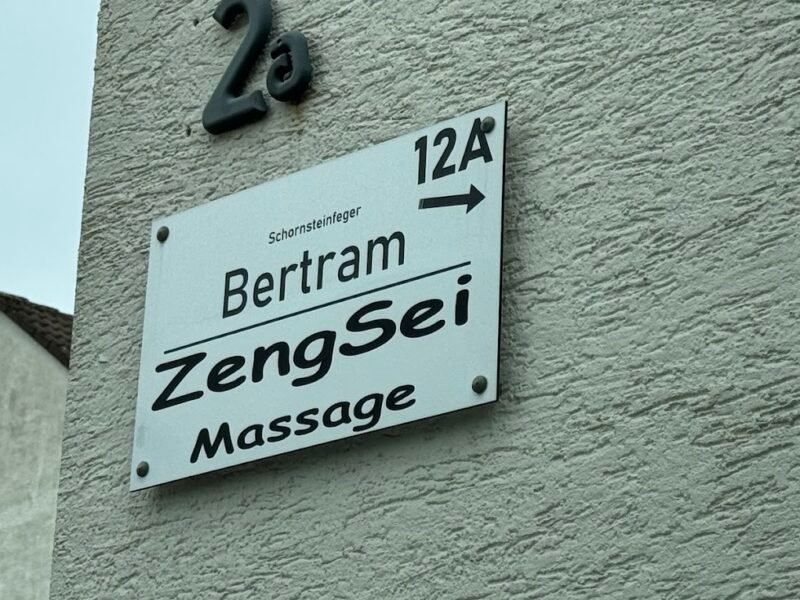 2a
12A
Schornsteinfeger
Bertram
ZengSei
Massage